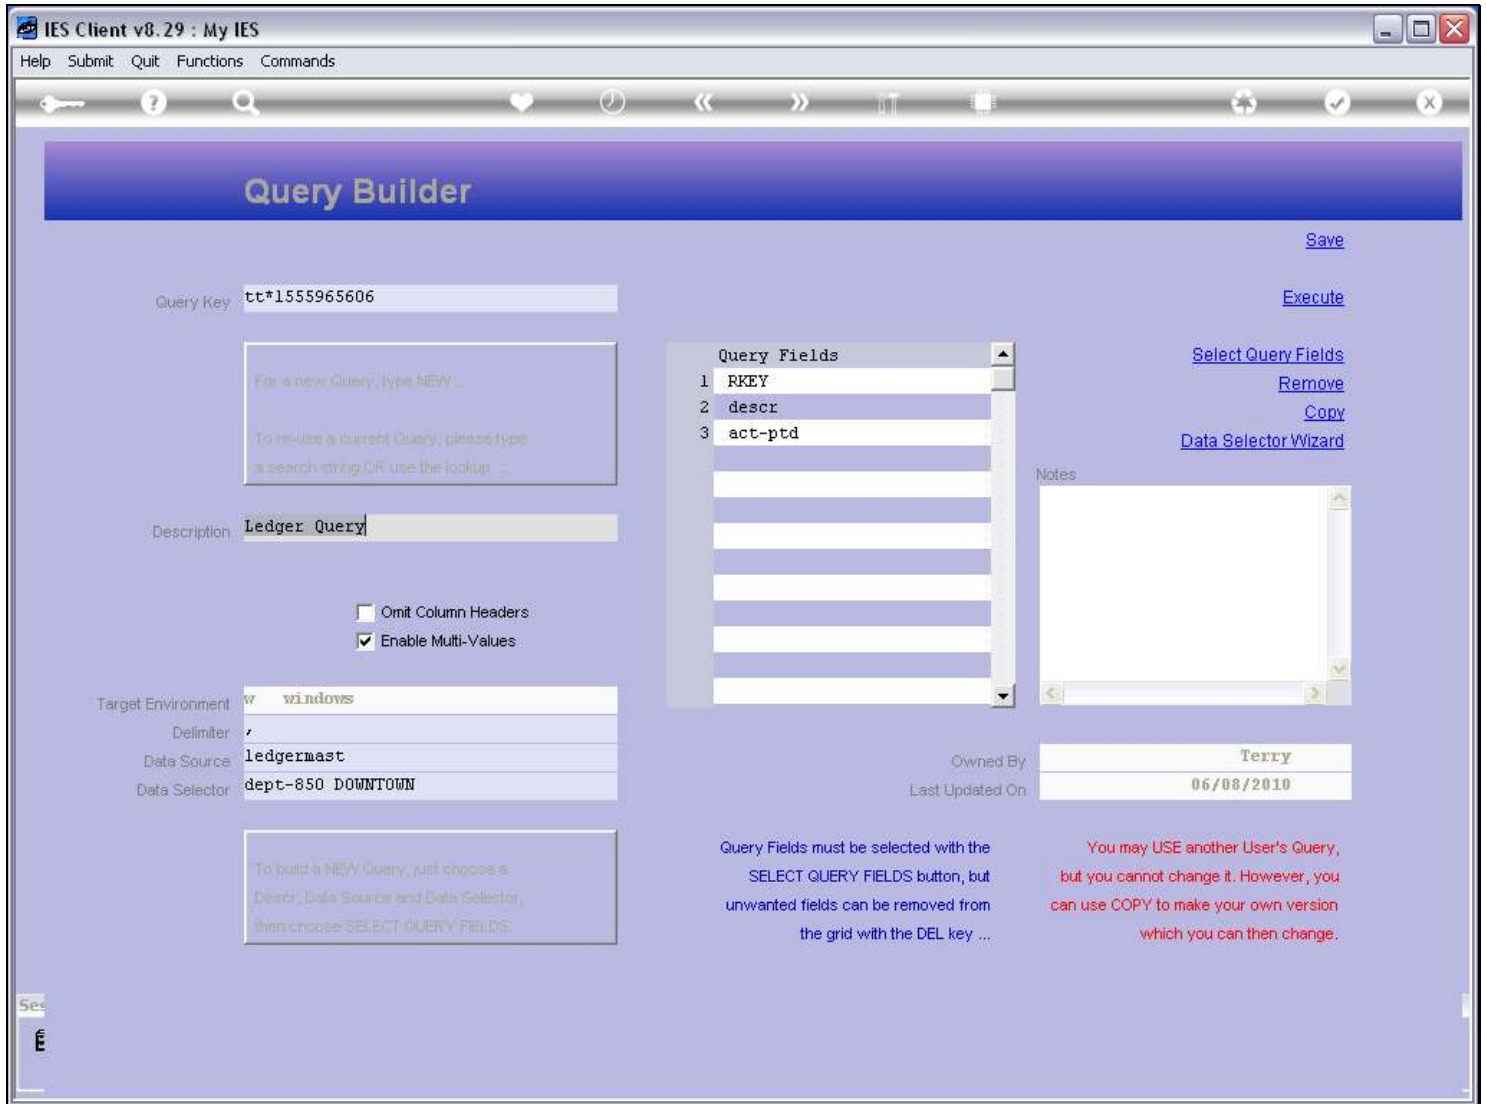 IES Client v8.29 : My IES
Help Submit Quit Functions Commands
Query Builder
Save
Query Key tt*1555965606
Execute
For a new Query, type NEW ...
To re-use a current Query, please type
a search string OR use the lookup ...
Query Fields
1 RKEY
2 descr
3 act-ptd
Select Query Fields
Remove
Copy
Data Selector Wizard
Notes
Description Ledger Query
Omit Column Headers
Enable Multi-Values
Target Environment w windows
Delimiter ,
Data Source ledgermast
Data Selector dept-850 DOWNTOWN
Owned By Terry
Last Updated On 06/08/2010
To build a NEW Query, just choose a
Descr, Data Source and Data Selector,
then choose SELECT QUERY FIELDS.
Query Fields must be selected with the
SELECT QUERY FIELDS button, but
unwanted fields can be removed from
the grid with the DEL key ...
You may USE another User's Query,
but you cannot change it. However, you
can use COPY to make your own version
which you can then change.
Ses